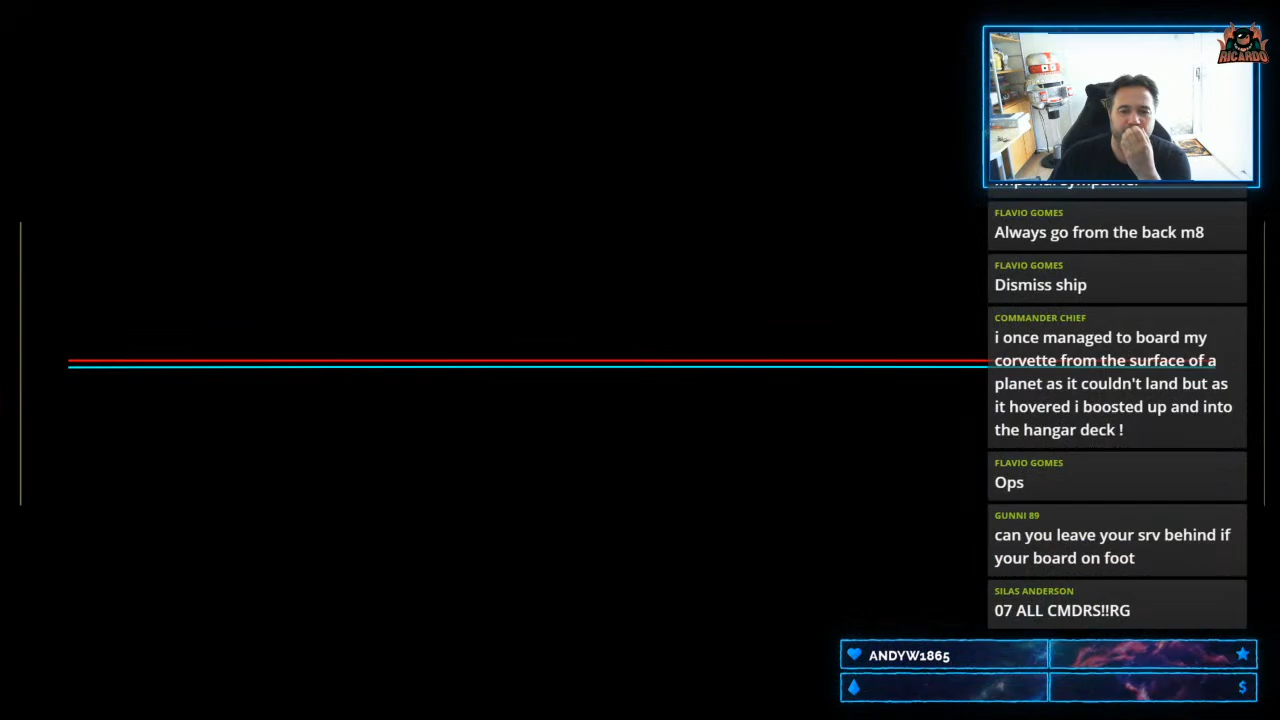 RICARDO
FLAVIO GOMES
Always go from the back m8
FLAVIO GOMES
Dismiss ship
COMMANDER CHIEF
i once managed to board my
corvette from the surface of a
planet as it couldn't land but as
it hovered i boosted up and into
the hangar deck !
FLAVIO GOMES
Ops
GUNNI 89
can you leave your srv behind if
your board on foot
SILAS ANDERSON
07 ALL CMDRS!!RG
ANDYW1865
$